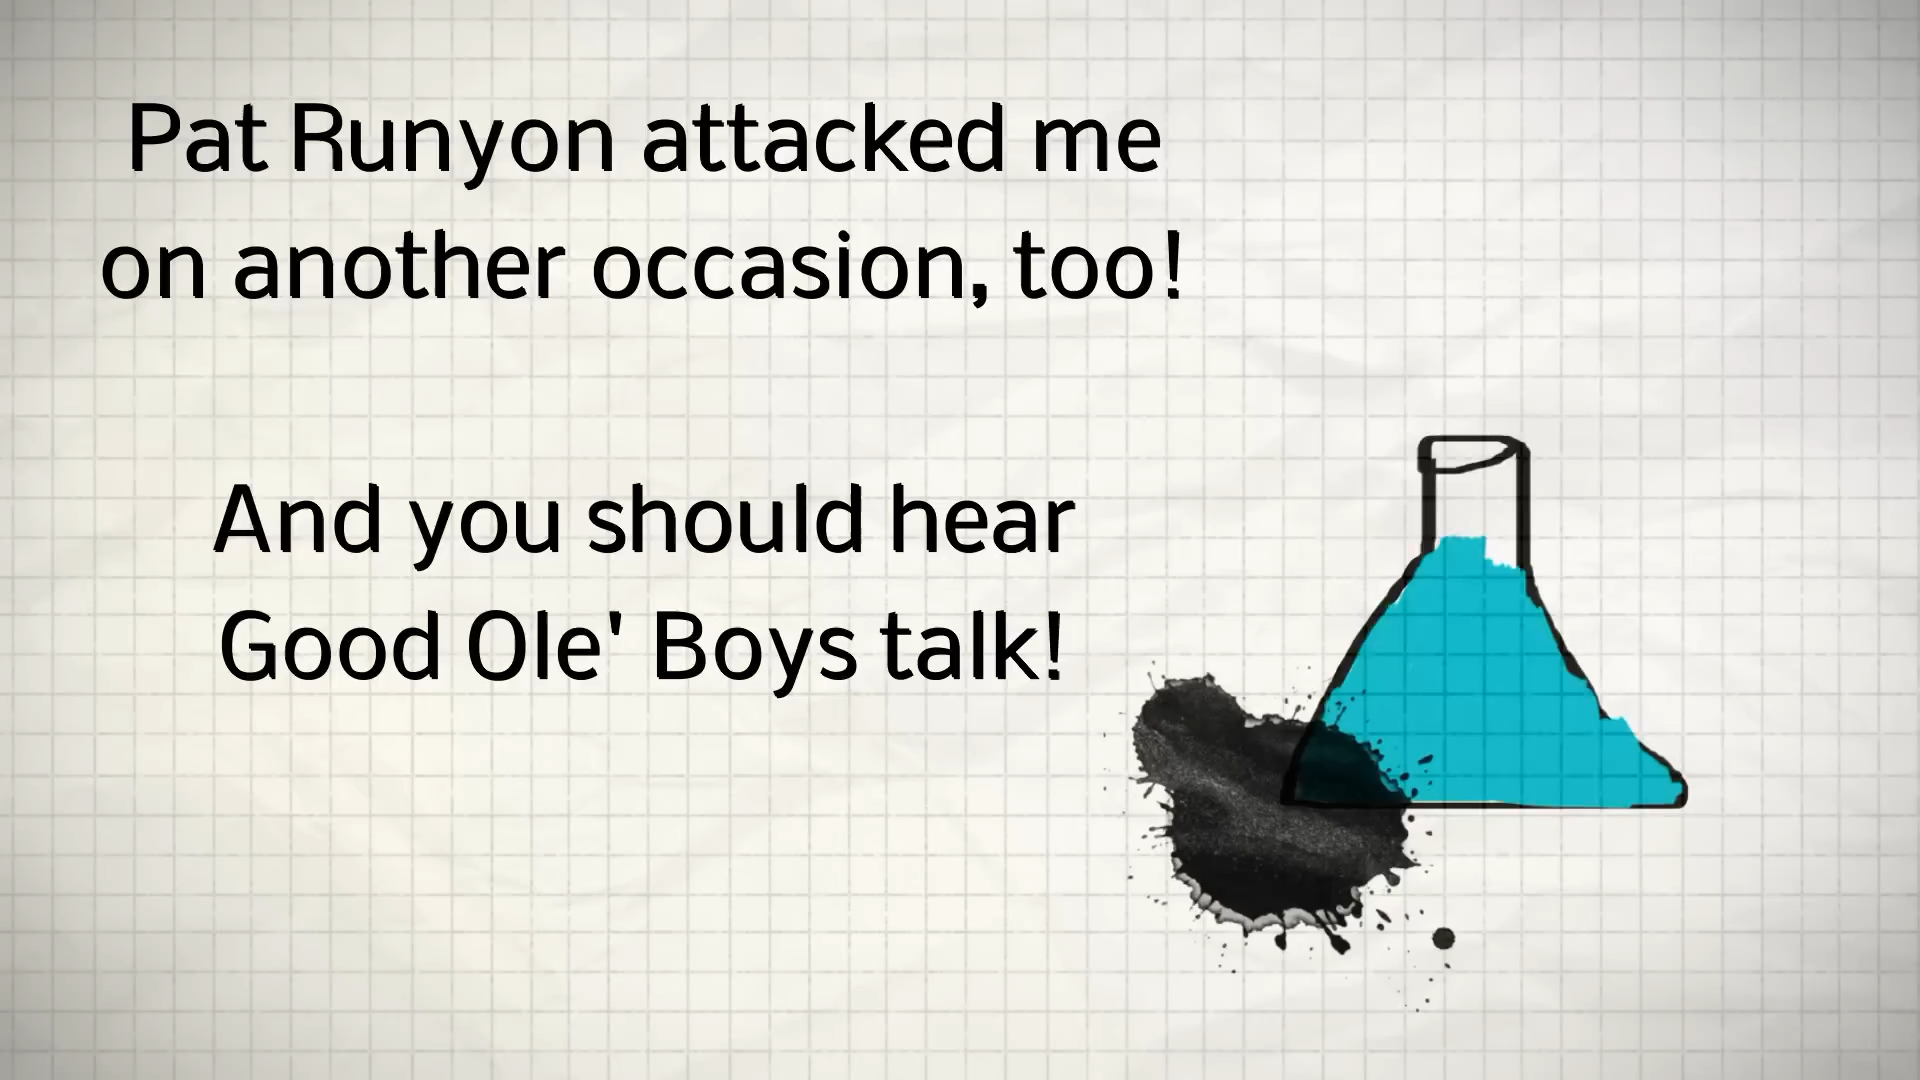 Pat Runyon attacked me
on another occasion, too!
And you should hear
Good Ole' Boys talk!